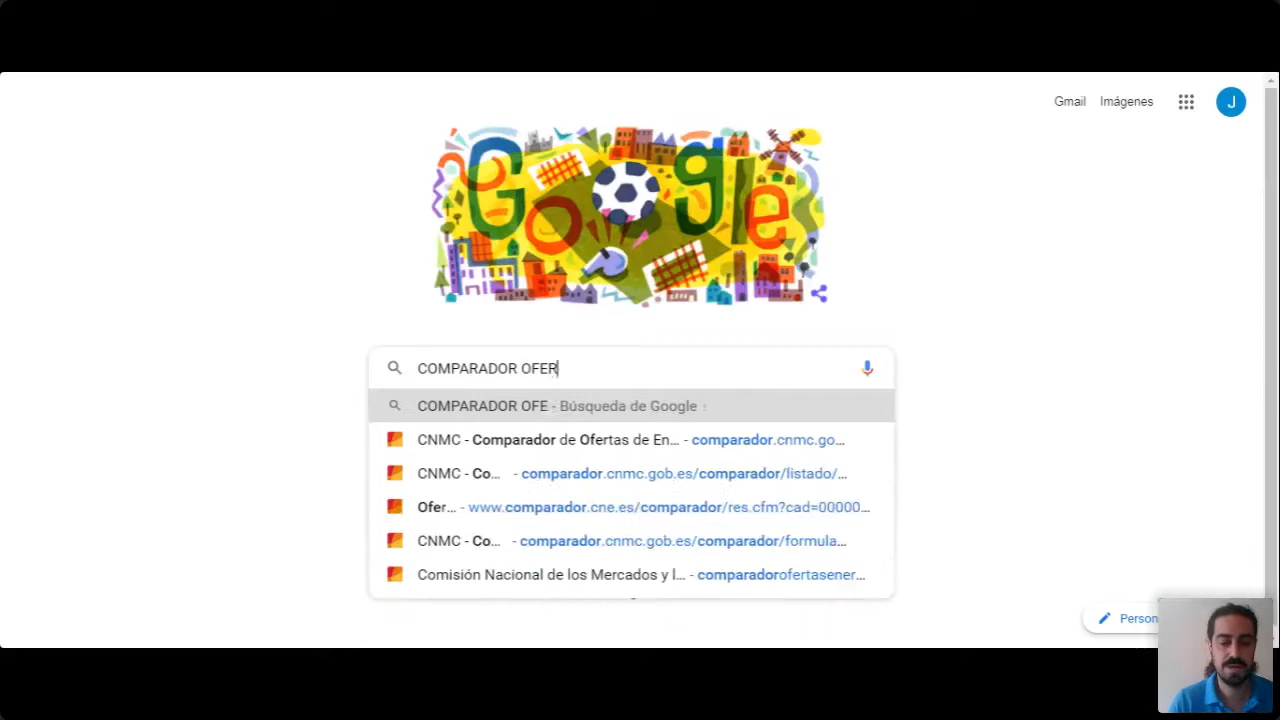 Gmail Imágenes J
Google
COMPARADOR OFER
COMPARADOR OFE - Búsqueda de Google
CNMC - Comparador de Ofertas de En... - comparador.cnmc.go...
CNMC - Co... - comparador.cnmc.gob.es/comparador/listado/...
Ofer... - www.comparador.cne.es/comparador/res.cfm?cad=00000...
CNMC - Co... - comparador.cnmc.gob.es/comparador/formula...
Comisión Nacional de los Mercados y l... - comparadorofertasener...
Person